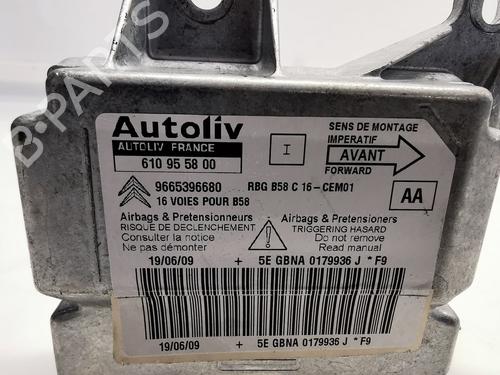 Autoliv
AUTOLIV FRANCE
610 95 58 00
I
SENS DE MONTAGE
IMPERATIF
AVANT
FORWARD
9665396680 RBG B58 C 16-CEM01
16 VOIES POUR B58
AA
Airbags & Pretensionneurs
RISQUE DE DECLENCHEMENT
Consulter la notice
Ne pas démonter
Airbags & Pretensioners
TRIGGERING HASARD
Do not remove
Read manual
19/06/09 + 5E GBNA 0179936 J *F9
19/06/09 + 5E GBNA 0179936 J *F9
B-PARTS